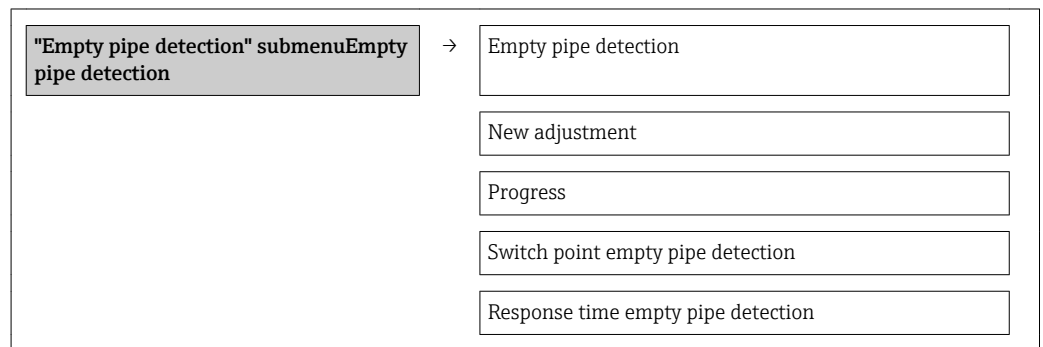 "Empty pipe detection" submenuEmpty
pipe detection
→
Empty pipe detection
New adjustment
Progress
Switch point empty pipe detection
Response time empty pipe detection